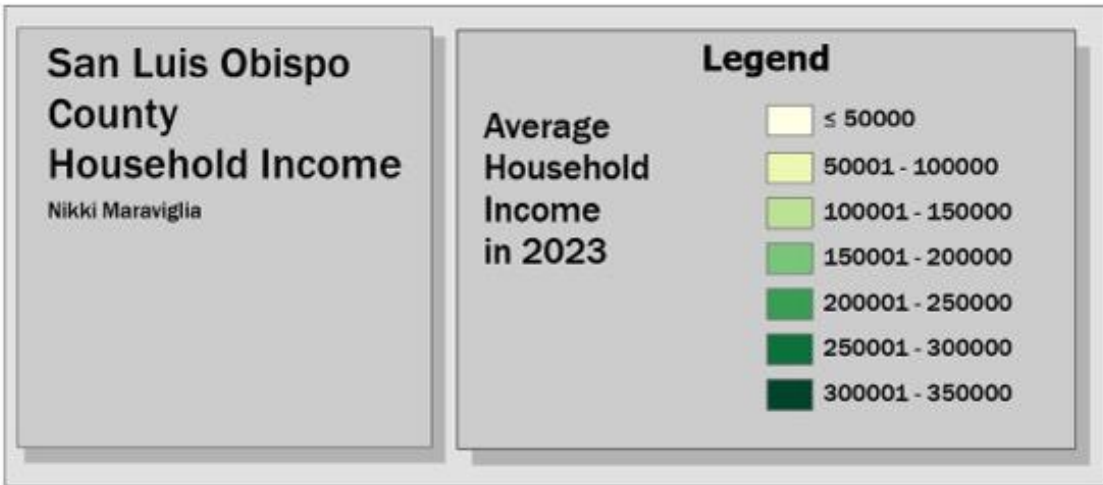 San Luis Obispo
County
Household Income
Nikki Maraviglia
Legend
Average
Household
Income
in 2023
≤ 50000
50001 - 100000
100001 - 150000
150001 - 200000
200001 - 250000
250001 - 300000
300001 - 350000